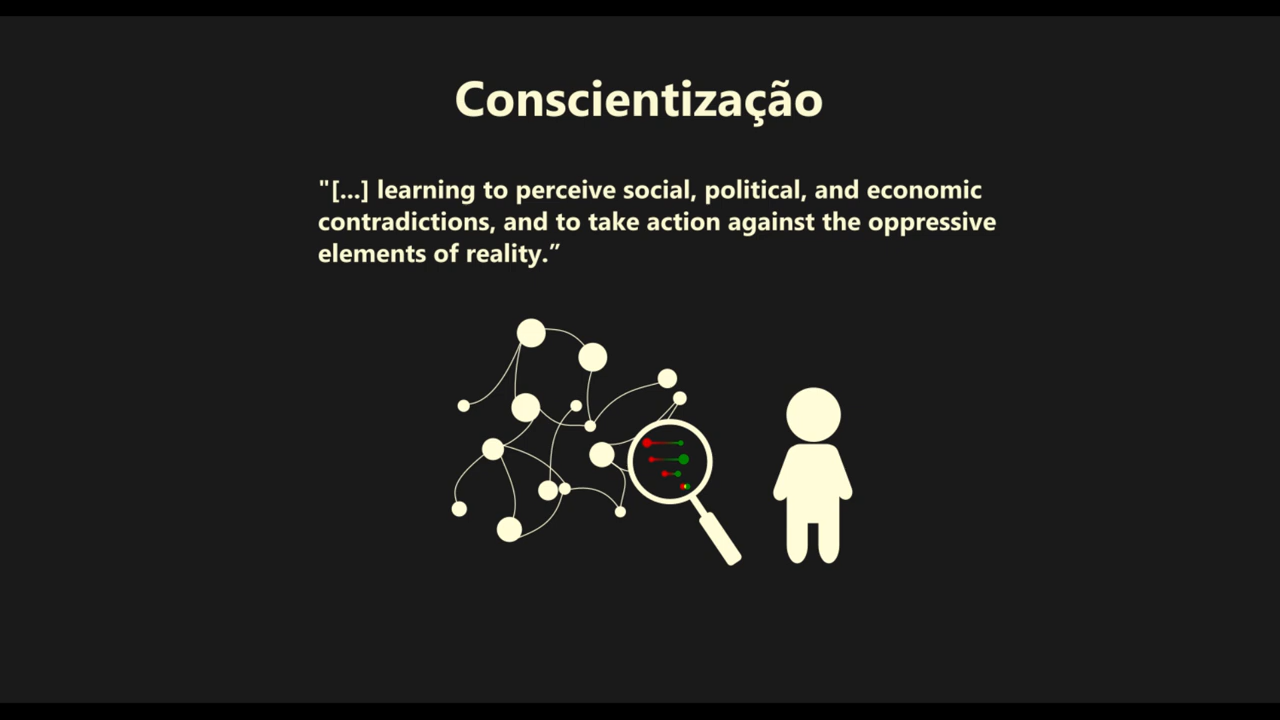 Conscientização
"[...] learning to perceive social, political, and economic
contradictions, and to take action against the oppressive
elements of reality.”